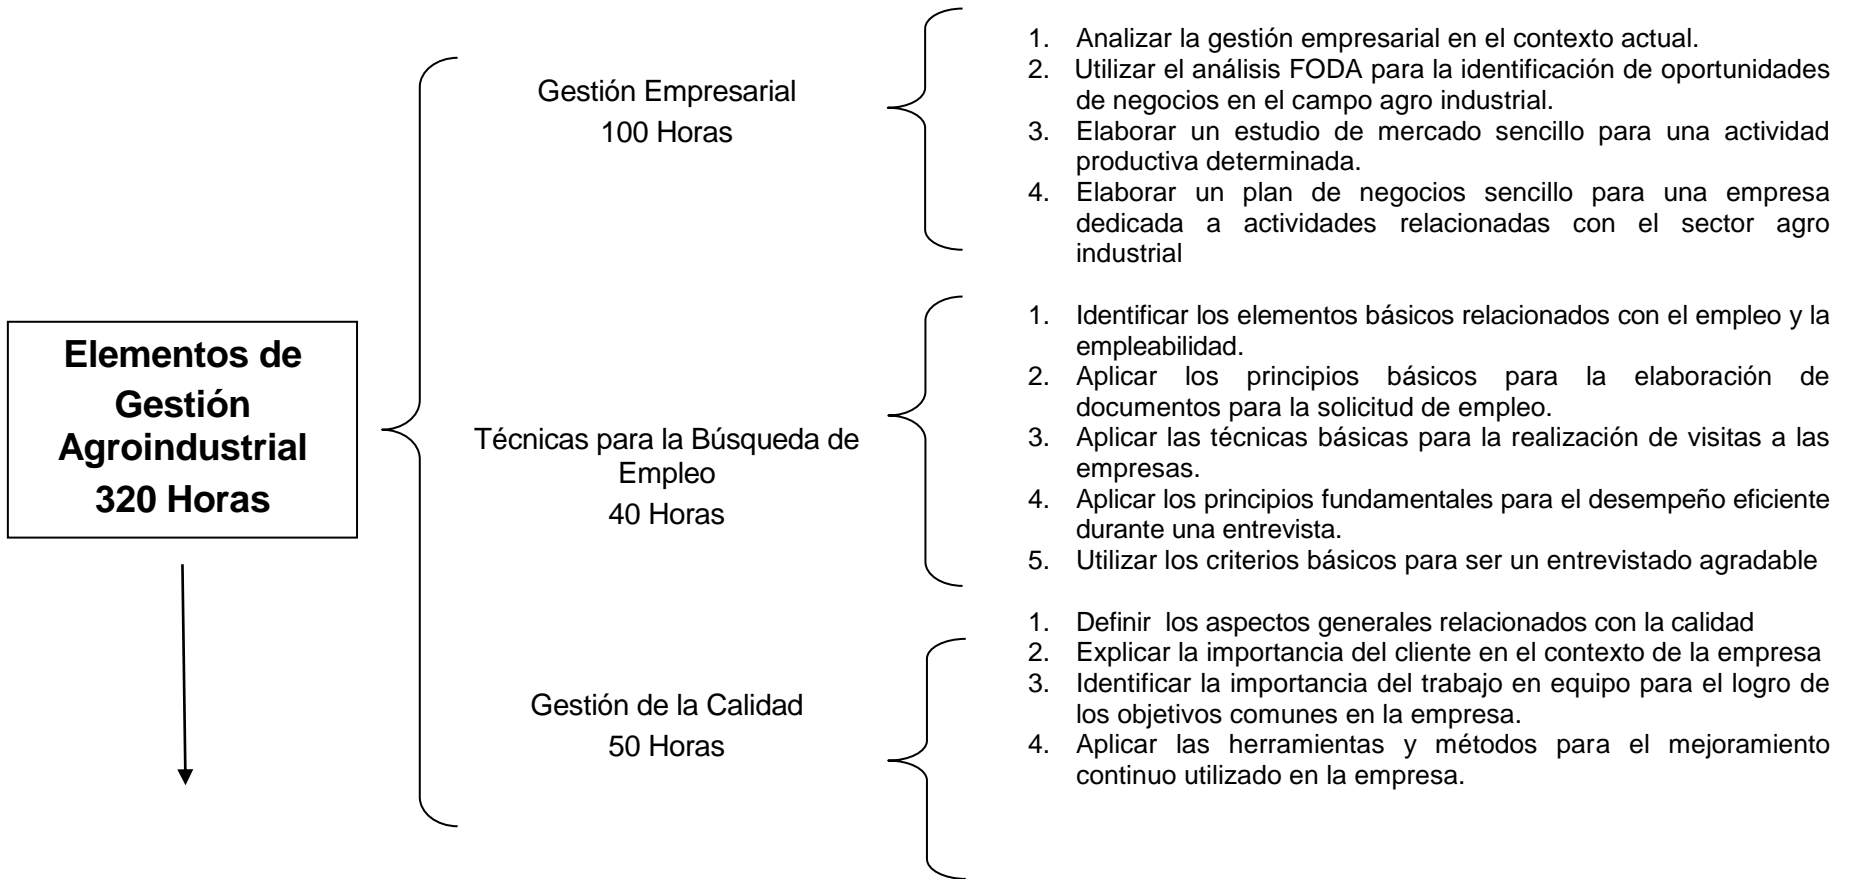 Elementos de
Gestión
Agroindustrial
320 Horas
Gestión Empresarial
100 Horas
1. Analizar la gestión empresarial en el contexto actual.
2. Utilizar el análisis FODA para la identificación de oportunidades
de negocios en el campo agro industrial.
3. Elaborar un estudio de mercado sencillo para una actividad
productiva determinada.
4. Elaborar un plan de negocios sencillo para una empresa
dedicada a actividades relacionadas con el sector agro
industrial
Técnicas para la Búsqueda de
Empleo
40 Horas
1. Identificar los elementos básicos relacionados con el empleo y la
empleabilidad.
2. Aplicar los principios básicos para la elaboración de
documentos para la solicitud de empleo.
3. Aplicar las técnicas básicas para la realización de visitas a las
empresas.
4. Aplicar los principios fundamentales para el desempeño eficiente
durante una entrevista.
5. Utilizar los criterios básicos para ser un entrevistado agradable
Gestión de la Calidad
50 Horas
1. Definir los aspectos generales relacionados con la calidad
2. Explicar la importancia del cliente en el contexto de la empresa
3. Identificar la importancia del trabajo en equipo para el logro de
los objetivos comunes en la empresa.
4. Aplicar las herramientas y métodos para el mejoramiento
continuo utilizado en la empresa.